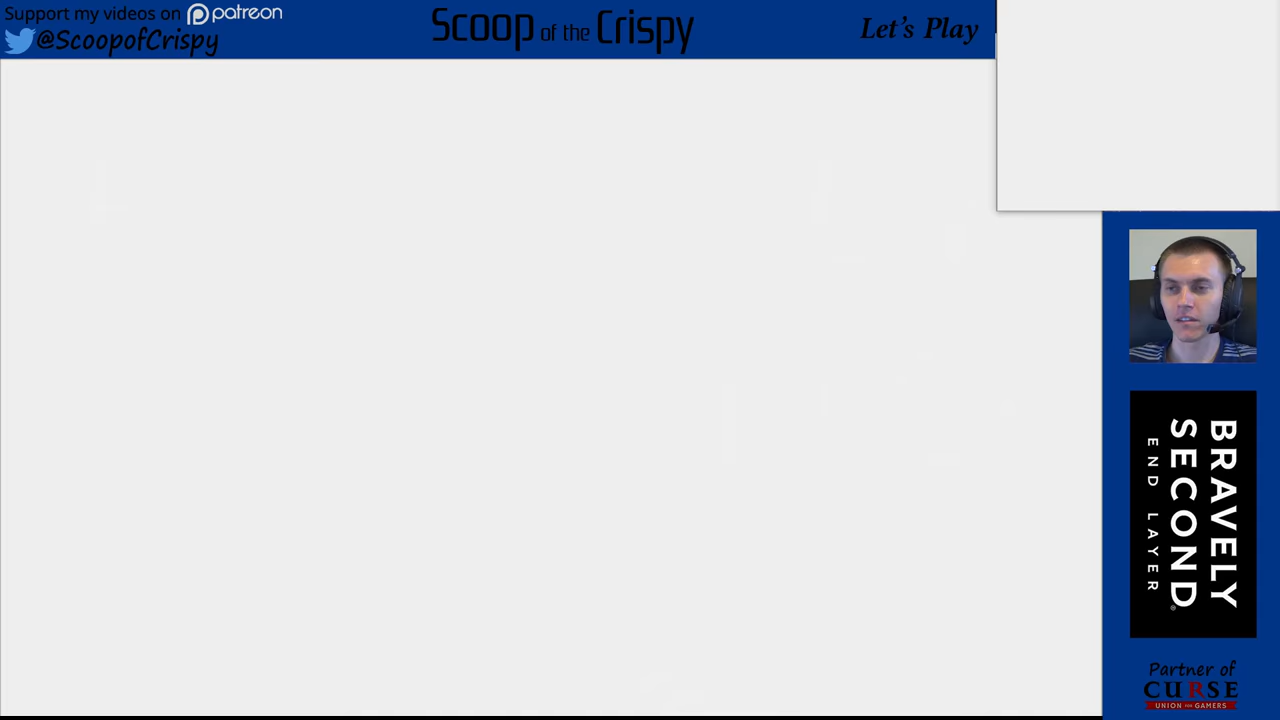 Support my videos on patreon
@ScoopofCrispy
Scoop of the Crispy
Let's Play
BRAVELY
SECOND®
END LAYER
Partner of
CURSE
UNION FOR GAMERS